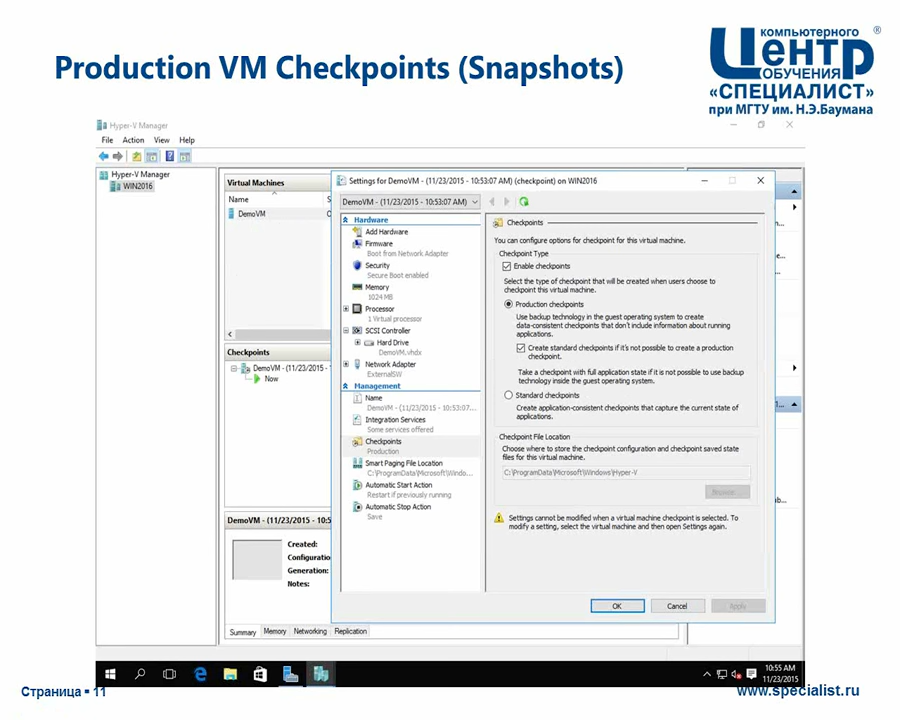 Production VM Checkpoints (Snapshots)
компьютерного
Центр
ОБУЧЕНИЯ
«СПЕЦИАЛИСТ»
при МГТУ им. Н.Э.Баумана
®
Hyper-V Manager
File Action View Help
Hyper-V Manager
WIN2016
Virtual Machines
Name
DemoVM
Checkpoints
DemoVM - (11/23/2015 -
Now
DemoVM - (11/23/2015 - 10:5
Created:
Configuratio
Generation:
Notes:
Summary Memory Networking Replication
Settings for DemoVM - (11/23/2015 - 10:53:07 AM) (checkpoint) on WIN2016
DemoVM - (11/23/2015 - 10:53:07 AM)
Hardware
Add Hardware
Firmware
Boot from Network Adapter
Security
Secure Boot enabled
Memory
1024 MB
Processor
1 Virtual processor
SCSI Controller
Hard Drive
DemoVM.vhdx
Network Adapter
ExternalSW
Management
Name
DemoVM - (11/23/2015 - 10:53:07...
Integration Services
Some services offered
Checkpoints
Production
Smart Paging File Location
C:\ProgramData\Microsoft\Windo...
Automatic Start Action
Restart if previously running
Automatic Stop Action
Save
Checkpoints
You can configure options for checkpoint for this virtual machine.
Checkpoint Type
Enable checkpoints
Select the type of checkpoint that will be created when users choose to
checkpoint this virtual machine.
Production checkpoints
Use backup technology in the guest operating system to create
data-consistent checkpoints that don't include information about running
applications.
Create standard checkpoints if it's not possible to create a production
checkpoint.
Take a checkpoint with full application state if it is not possible to use backup
technology inside the guest operating system.
Standard checkpoints
Create application-consistent checkpoints that capture the current state of
applications.
Checkpoint File Location
Choose where to store the checkpoint configuration and checkpoint saved state
files for this virtual machine.
C:\ProgramData\Microsoft\Windows\Hyper-V
Browse...
Settings cannot be modified when a virtual machine checkpoint is selected. To
modify a setting, select the virtual machine and then open Settings again.
OK Cancel Apply
10:55 AM
11/23/2015
Страница ▪ 11
www.specialist.ru